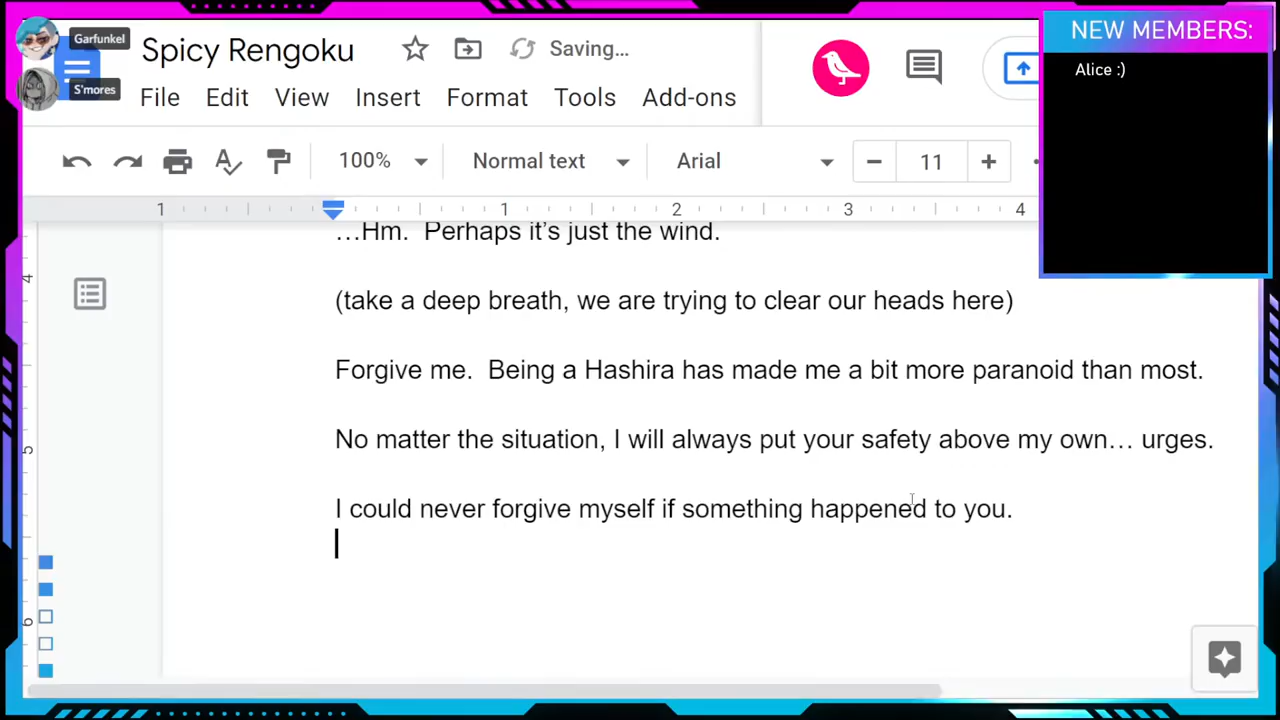 Garfunkel
S'mores
Spicy Rengoku
Saving…
File Edit View Insert Format Tools Add-ons
100% Normal text Arial 11
1 1 2 3 4
…Hm.  Perhaps it's just the wind.
(take a deep breath, we are trying to clear our heads here)
Forgive me.  Being a Hashira has made me a bit more paranoid than most.
No matter the situation, I will always put your safety above my own… urges.
I could never forgive myself if something happened to you.
4
5
6
NEW MEMBERS:
Alice :)